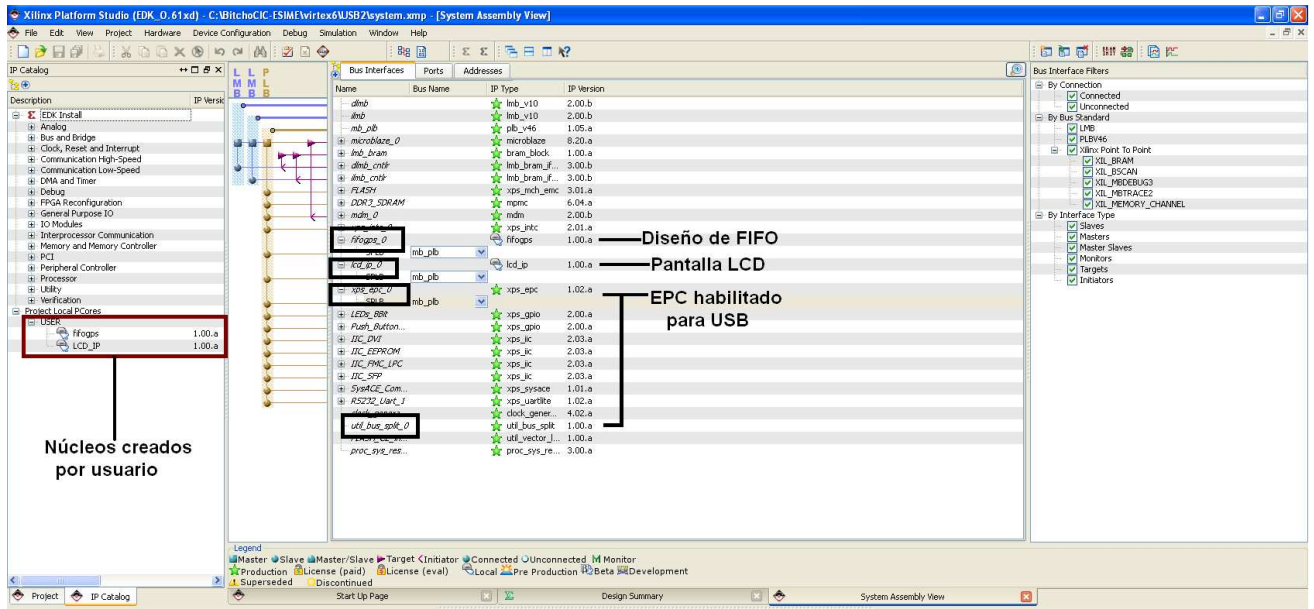 Xilinx Platform Studio (EDK_O.61xd) - C:\BitchoCIC-ESIME\virtex6\USB2\system.xmp - [System Assembly View]
File Edit View Project Hardware Device Configuration Debug Simulation Window Help
IP Catalog
Description IP Versic
EDK Install
Analog
Bus and Bridge
Clock, Reset and Interrupt
Communication High-Speed
Communication Low-Speed
DMA and Timer
Debug
FPGA Reconfiguration
General Purpose IO
IO Modules
Interprocessor Communication
Memory and Memory Controller
PCI
Peripheral Controller
Processor
Utility
Verification
Project Local PCores
USER
fifogps 1.00.a
LCD_IP 1.00.a
Núcleos creados
por usuario
Project IP Catalog
L L P
M M L
B B B
Bus Interfaces Ports Addresses
Name Bus Name IP Type IP Version
dlmb lmb_v10 2.00.b
ilmb lmb_v10 2.00.b
mb_plb plb_v46 1.05.a
microblaze_0 microblaze 8.20.a
lmb_bram bram_block 1.00.a
dlmb_cntlr lmb_bram_if... 3.00.b
ilmb_cntlr lmb_bram_if... 3.00.b
FLASH xps_mch_emc 3.01.a
DDR3_SDRAM mpmc 6.04.a
mdm_0 mdm 2.00.b
xps_intc_0 xps_intc 2.01.a
fifogps_0 fifogps 1.00.a Diseño de FIFO
SPLB mb_plb
lcd_ip_0 lcd_ip 1.00.a Pantalla LCD
SPLB mb_plb
xps_epc_0 xps_epc 1.02.a EPC habilitado
SPLB mb_plb
para USB
LEDs_8Bit xps_gpio 2.00.a
Push_Button... xps_gpio 2.00.a
IIC_DVI xps_iic 2.03.a
IIC_EEPROM xps_iic 2.03.a
IIC_FMC_LPC xps_iic 2.03.a
IIC_SFP xps_iic 2.03.a
SysACE_Com... xps_sysace 1.01.a
RS232_Uart_1 xps_uartlite 1.02.a
clock_gener... 4.02.a
util_bus_split_0 util_bus_split 1.00.a
util_vector_l... 1.00.a
proc_sys_res... proc_sys_re... 3.00.a
Legend
Master Slave Master/Slave Target Initiator Connected Unconnected M Monitor
Production License (paid) License (eval) Local Pre Production Beta Development
Superseded Discontinued
Start Up Page Design Summary System Assembly View
Bus Interface Filters
By Connection
Connected
Unconnected
By Bus Standard
LMB
PLBV46
Xilinx Point To Point
XIL_BRAM
XIL_BSCAN
XIL_MBDEBUG3
XIL_MBTRACE2
XIL_MEMORY_CHANNEL
By Interface Type
Slaves
Masters
Master Slaves
Monitors
Targets
Initiators